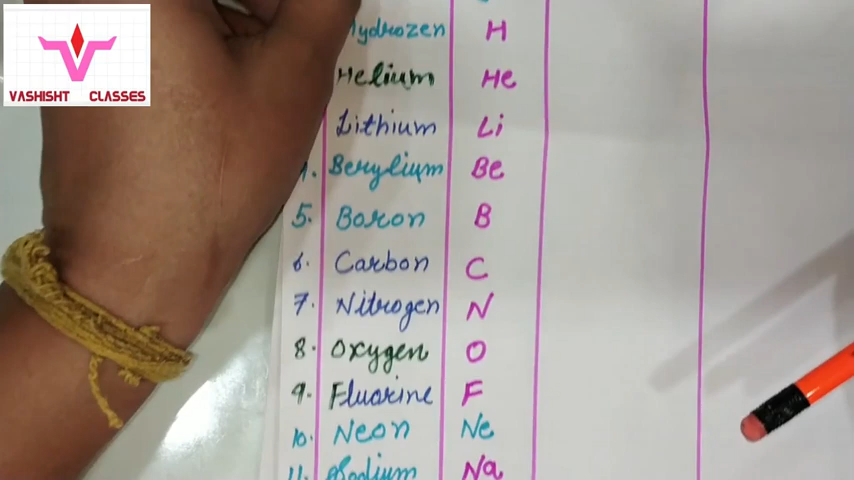 VASHISHT CLASSES
Hydrozen H
Helium He
Lithium Li
4. Berylium Be
5. Boron B
6. Carbon C
7. Nitrogen N
8. Oxygen O
9. Fluorine F
10. Neon Ne
11. Sodium Na